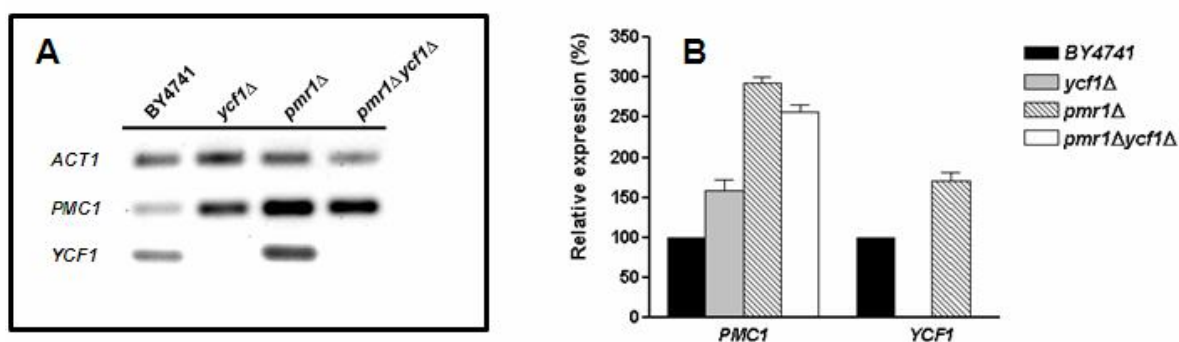 A
BY4741 ycf1Δ pmr1Δ pmr1Δycf1Δ
ACT1
PMC1
YCF1
B
Relative expression (%)
350
300
250
200
150
100
50
0
PMC1 YCF1
BY4741
ycf1Δ
pmr1Δ
pmr1Δycf1Δ